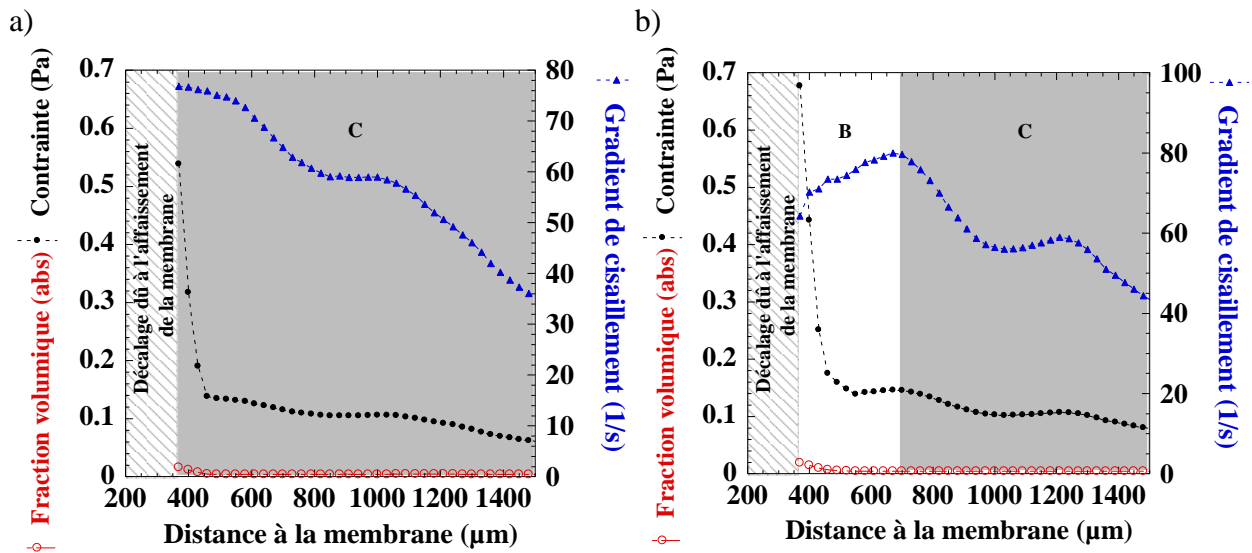 a)
Fraction volumique (abs)
Contrainte (Pa)
0.7
0.6
0.5
0.4
0.3
0.2
0.1
0
Décalage dû à l'affaissement
de la membrane
C
80
70
60
50
40
30
20
10
0
Gradient de cisaillement (1/s)
200 400 600 800 1000 1200 1400
Distance à la membrane (µm)
b)
Fraction volumique (abs)
Contrainte (Pa)
0.7
0.6
0.5
0.4
0.3
0.2
0.1
0
Décalage dû à l'affaissement
de la membrane
B
C
100
80
60
40
20
0
Gradient de cisaillement (1/s)
200 400 600 800 1000 1200 1400
Distance à la membrane (µm)